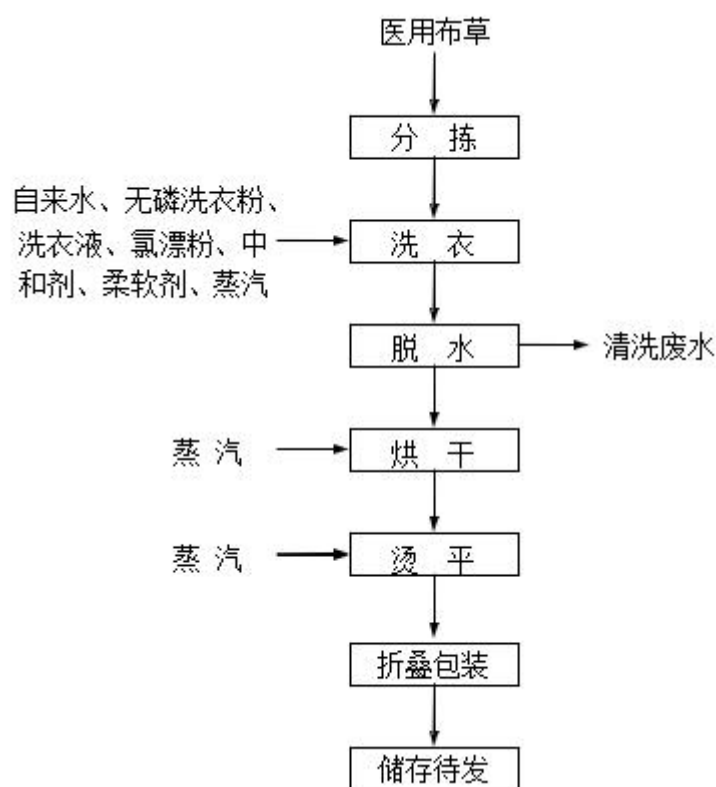 医用布草
分 拣
自来水、无磷洗衣粉、
洗衣液、氯漂粉、中
和剂、柔软剂、蒸汽
洗 衣
脱 水
清洗废水
蒸 汽
烘 干
蒸 汽
烫 平
折叠包装
储存待发